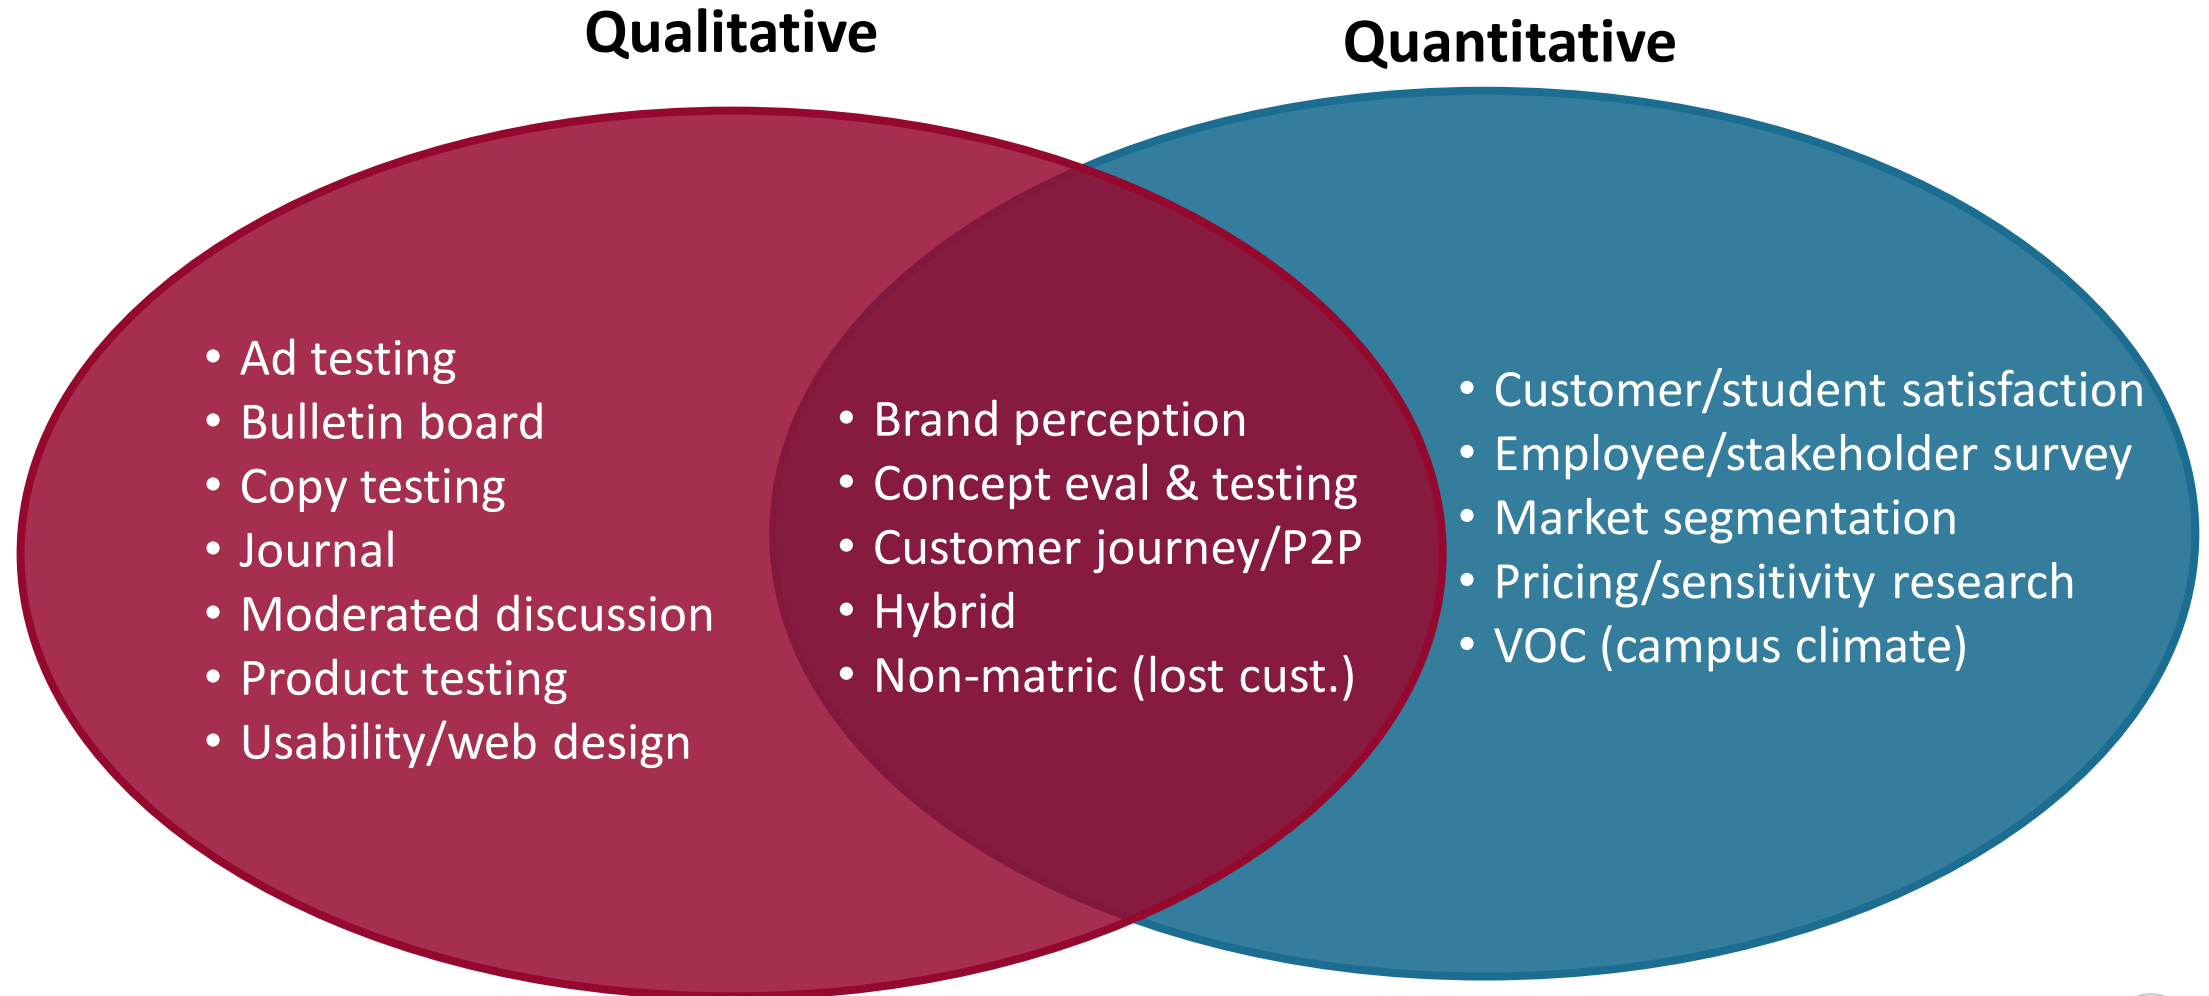 Qualitative
Quantitative
• Ad testing
• Bulletin board
• Copy testing
• Journal
• Moderated discussion
• Product testing
• Usability/web design
• Brand perception
• Concept eval & testing
• Customer journey/P2P
• Hybrid
• Non-matric (lost cust.)
• Customer/student satisfaction
• Employee/stakeholder survey
• Market segmentation
• Pricing/sensitivity research
• VOC (campus climate)